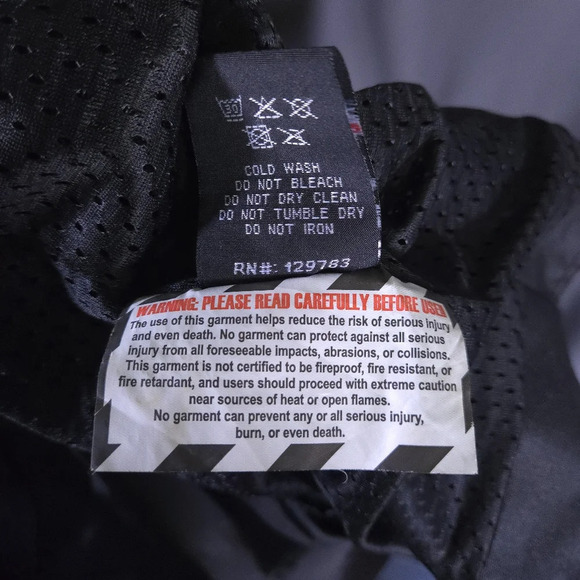 30
COLD WASH
DO NOT BLEACH
DO NOT DRY CLEAN
DO NOT TUMBLE DRY
DO NOT IRON
RN#: 129783
WARNING: PLEASE READ CAREFULLY BEFORE USE!
The use of this garment helps reduce the risk of serious injury
and even death. No garment can protect against all serious
injury from all foreseeable impacts, abrasions, or collisions.
This garment is not certified to be fireproof, fire resistant, or
fire retardant, and users should proceed with extreme caution
near sources of heat or open flames.
No garment can prevent any or all serious injury,
burn, or even death.